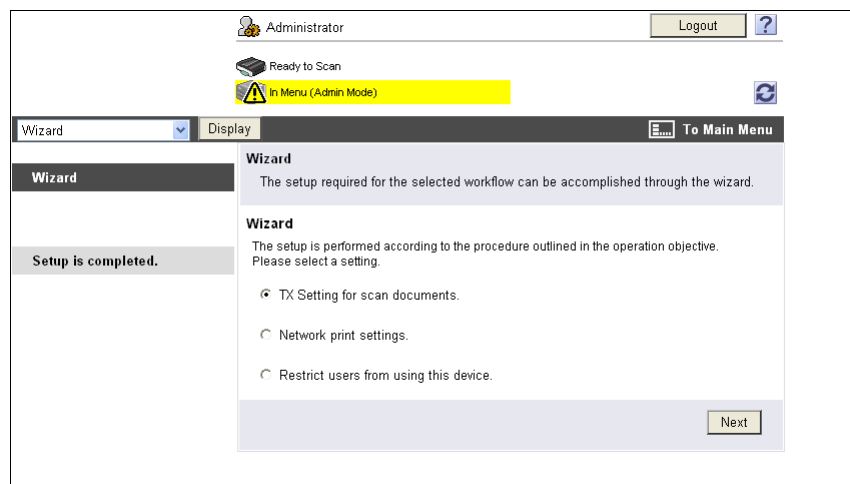 Administrator
Logout
?
Ready to Scan
In Menu (Admin Mode)
Wizard
Display
To Main Menu
Wizard
Setup is completed.
Wizard
The setup required for the selected workflow can be accomplished through the wizard.
Wizard
The setup is performed according to the procedure outlined in the operation objective.
Please select a setting.
TX Setting for scan documents.
Network print settings.
Restrict users from using this device.
Next